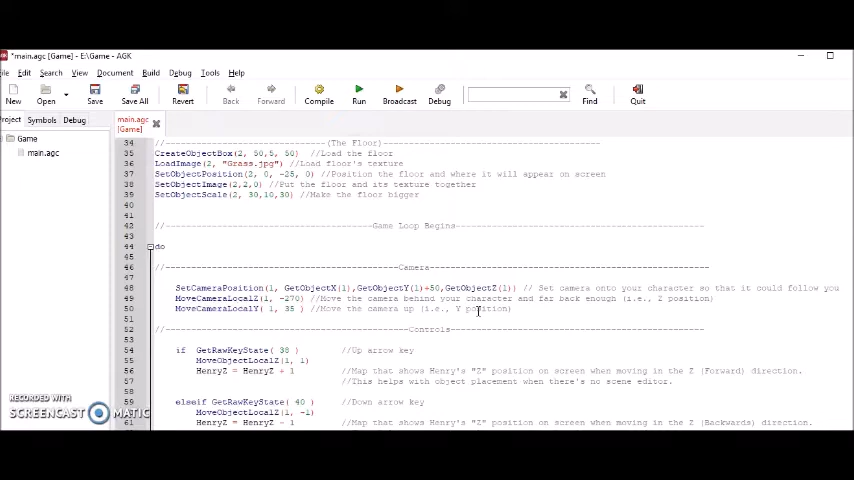 *main.agc [Game] - E:\Game - AGK
File Edit Search View Document Build Debug Tools Help
New Open Save Save All Revert Back Forward Compile Run Broadcast Debug Find Quit
Project Symbols Debug main.agc
[Game]
Game
main.agc
34 //-------------------------------(The Floor)------------------------------------
35 CreateObjectBox(2, 50,5, 50) //Load the floor
36 LoadImage(2, "Grass.jpg") //Load floor's texture
37 SetObjectPosition(2, 0, -25, 0) //Position the floor and where it will appear on screen
38 SetObjectImage(2,2,0) //Put the floor and its texture together
39 SetObjectScale(2, 30,10,30) //Make the floor bigger
40
41
42 //----------------------------------------Game Loop Begins------------------------------------------------
43
44 do
45
46 //---------------------------------------------Camera------------------------------------------------------
47
48 SetCameraPosition(1, GetObjectX(1),GetObjectY(1)+50,GetObjectZ(1)) // Set camera onto your character so that it could follow you
49 MoveCameraLocalZ(1, -270) //Move the camera behind your character and far back enough (i.e., Z position)
50 MoveCameraLocalY( 1, 35 ) //Move the camera up (i.e., Y position)
51
52 //-----------------------------------------------Controls-------------------------------------------------
53
54 if GetRawKeyState( 38 ) //Up arrow key
55 MoveObjectLocalZ(1, 1)
56 HenryZ = HenryZ + 1 //Map that shows Henry's "Z" position on screen when moving in the Z (Forward) direction.
57 //This helps with object placement when there's no scene editor.
58
59 elseif GetRawKeyState( 40 ) //Down arrow key
60 MoveObjectLocalZ(1, -1)
61 HenryZ = HenryZ - 1 //Map that shows Henry's "Z" position on screen when moving in the Z (Backwards) direction.
RECORDED WITH
SCREENCAST MATIC